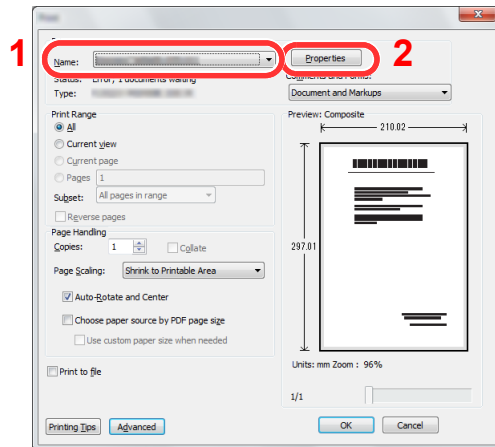 Print
1
2
Name:
Properties
Status: Error, 1 documents waiting
Comments and Forms:
Type:
Document and Markups
Print Range
All
Current view
Current page
Pages 1
Subset: All pages in range
Reverse pages
Page Handling
Copies: 1 Collate
Page Scaling: Shrink to Printable Area
Auto-Rotate and Center
Choose paper source by PDF page size
Use custom paper size when needed
Print to file
Preview: Composite
210.02
297.01
Units: mm Zoom : 96%
1/1
Printing Tips
Advanced
OK
Cancel